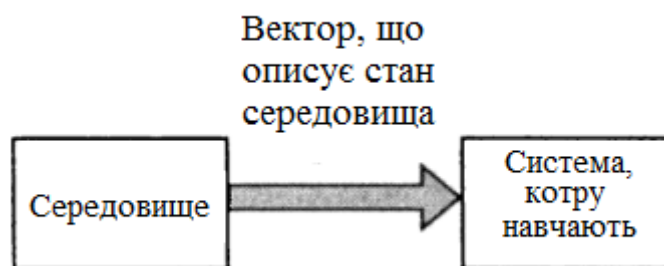 Вектор, що
описує стан
середовища
Середовище
Система,
котру
навчають